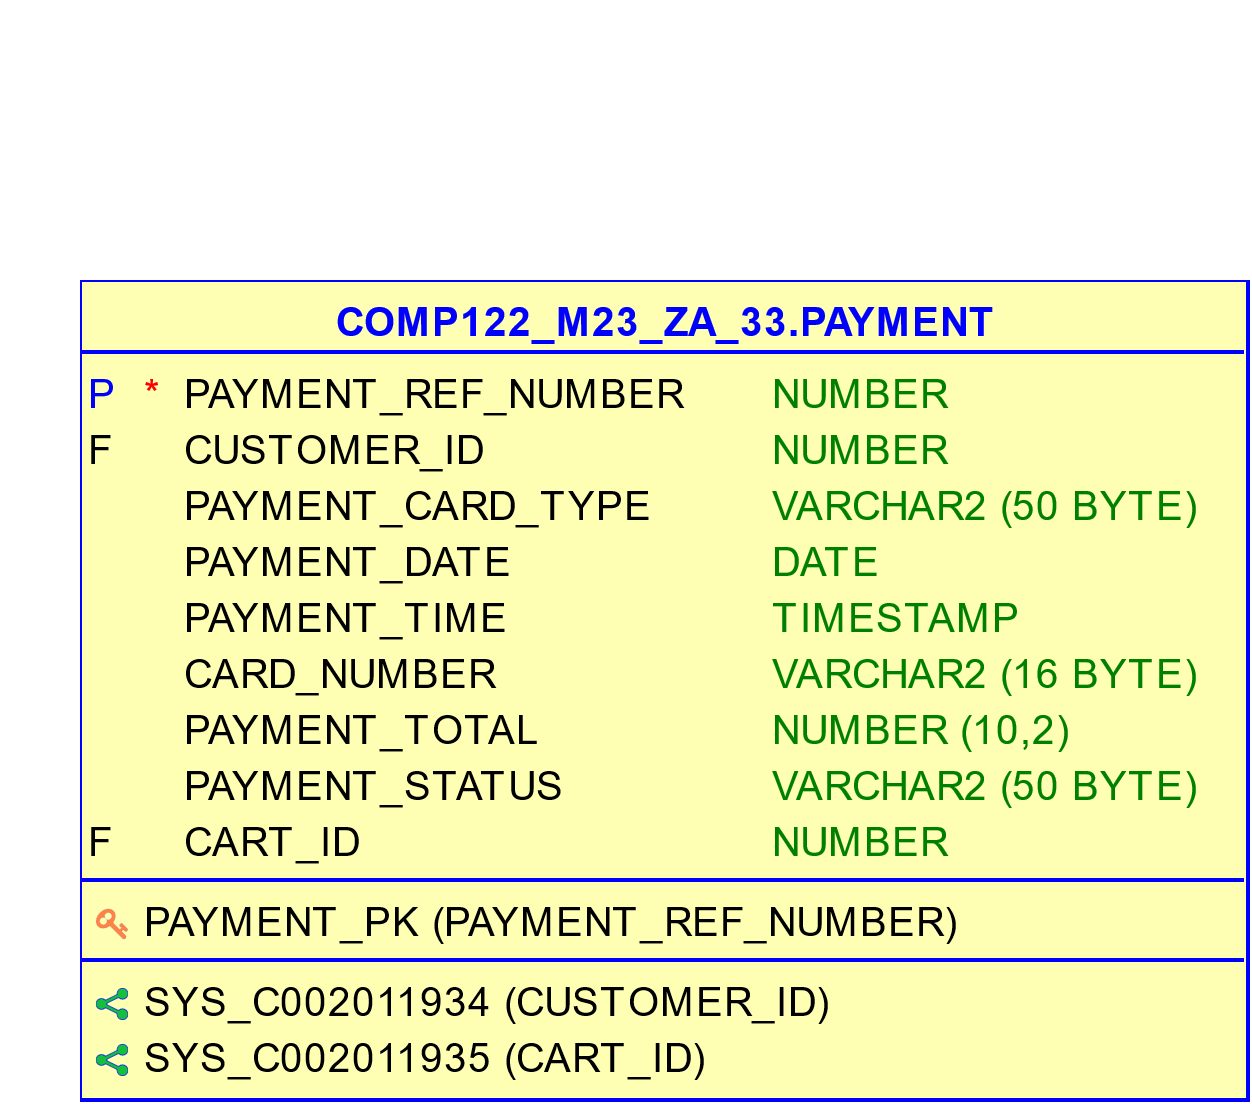 COMP122_M23_ZA_33.PAYMENT
P * PAYMENT_REF_NUMBER NUMBER
F CUSTOMER_ID NUMBER
PAYMENT_CARD_TYPE VARCHAR2 (50 BYTE)
PAYMENT_DATE DATE
PAYMENT_TIME TIMESTAMP
CARD_NUMBER VARCHAR2 (16 BYTE)
PAYMENT_TOTAL NUMBER (10,2)
PAYMENT_STATUS VARCHAR2 (50 BYTE)
F CART_ID NUMBER
PAYMENT_PK (PAYMENT_REF_NUMBER)
SYS_C002011934 (CUSTOMER_ID)
SYS_C002011935 (CART_ID)